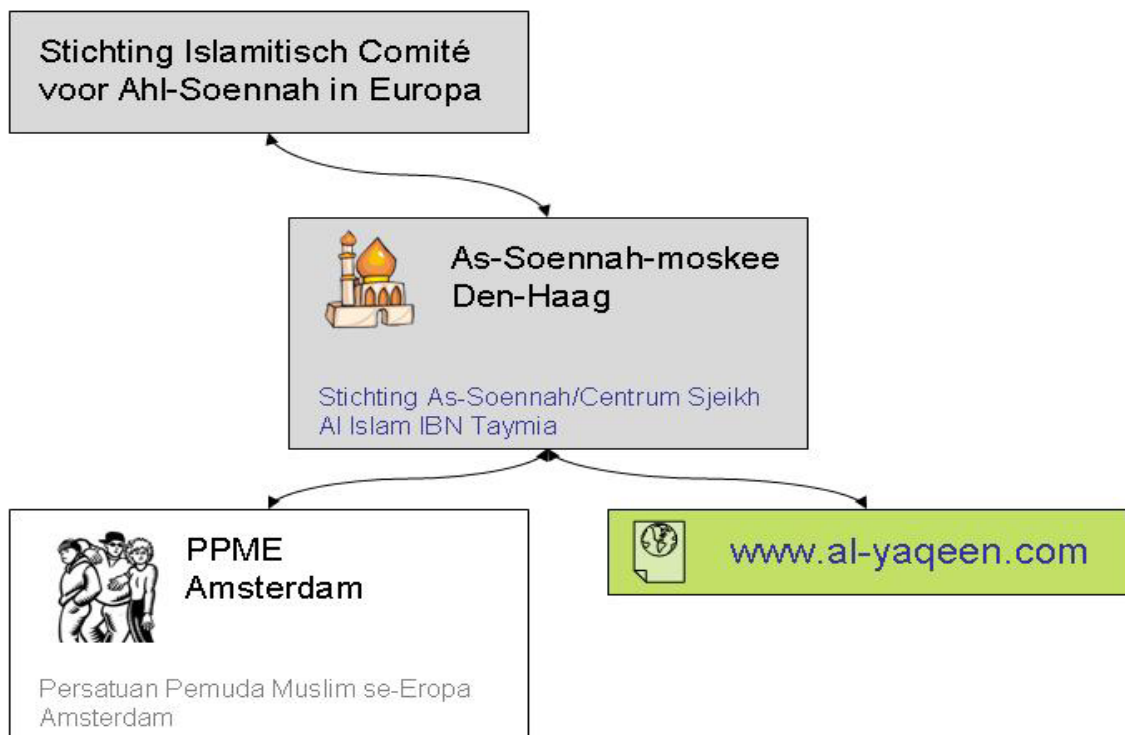 Stichting Islamitisch Comité
voor Ahl-Soennah in Europa
As-Soennah-moskee
Den-Haag
Stichting As-Soennah/Centrum Sjeikh
Al Islam IBN Taymia
PPME
Amsterdam
Persatuan Pemuda Muslim se-Eropa
Amsterdam
www.al-yaqeen.com